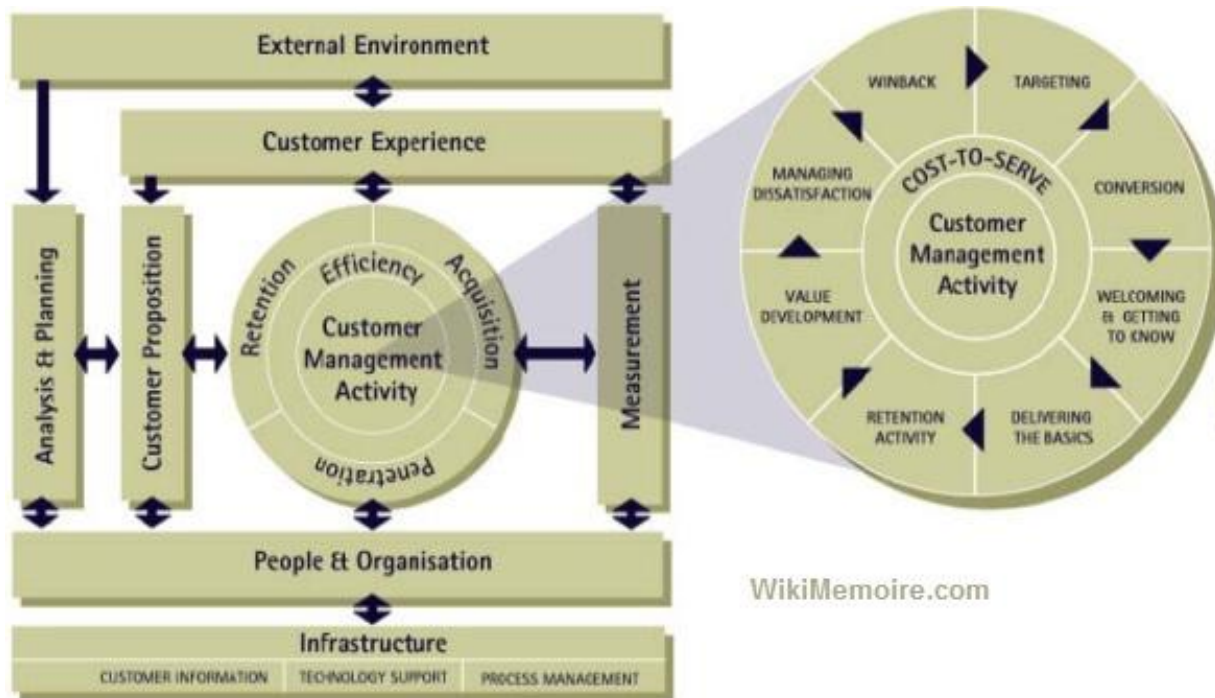 External Environment
Customer Experience
Analysis & Planning
Customer Proposition
Retention
Efficiency
Acquisition
Customer
Management
Activity
Penetration
Measurement
People & Organisation
Infrastructure
CUSTOMER INFORMATION
TECHNOLOGY SUPPORT
PROCESS MANAGEMENT
WINBACK
TARGETING
MANAGING
DISSATISFACTION
CONVERSION
COST-TO-SERVE
Customer
Management
Activity
VALUE
DEVELOPMENT
WELCOMING
& GETTING
TO KNOW
RETENTION
ACTIVITY
DELIVERING
THE BASICS
WikiMemoire.com